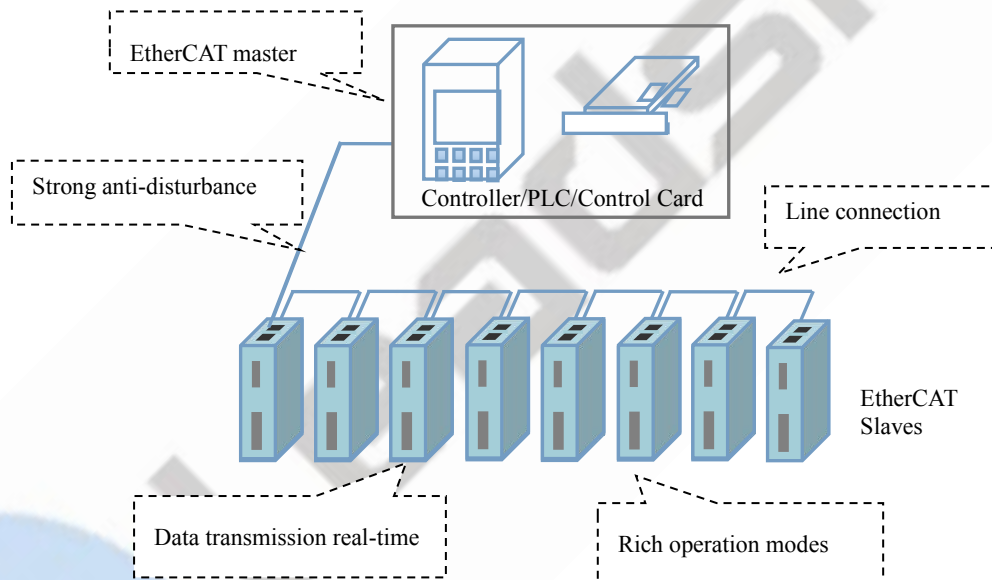 EtherCAT master
Strong anti-disturbance
Controller/PLC/Control Card
Line connection
EtherCAT
Slaves
Data transmission real-time
Rich operation modes